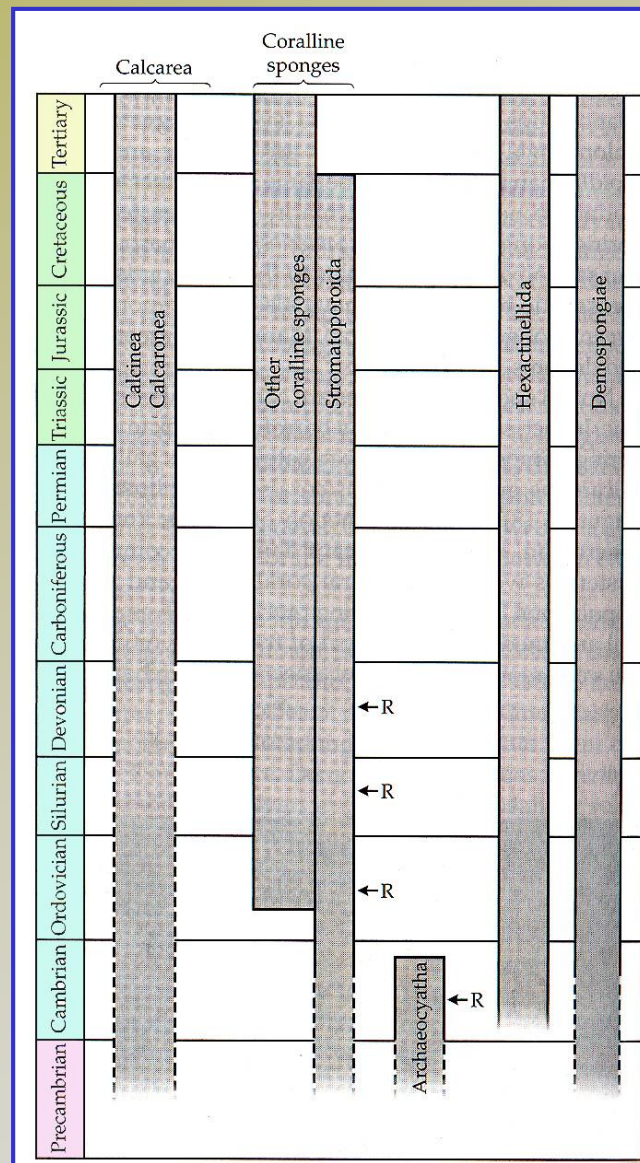 Calcarea
Coralline
sponges
Tertiary
Cretaceous
Jurassic
Triassic
Permian
Carboniferous
Devonian
Silurian
Ordovician
Cambrian
Precambrian
Calcinea
Calcaronea
Other
coralline sponges
Stromatoporoida
Archaeocyatha
Hexactinellida
Demospongiae
R
R
R
R